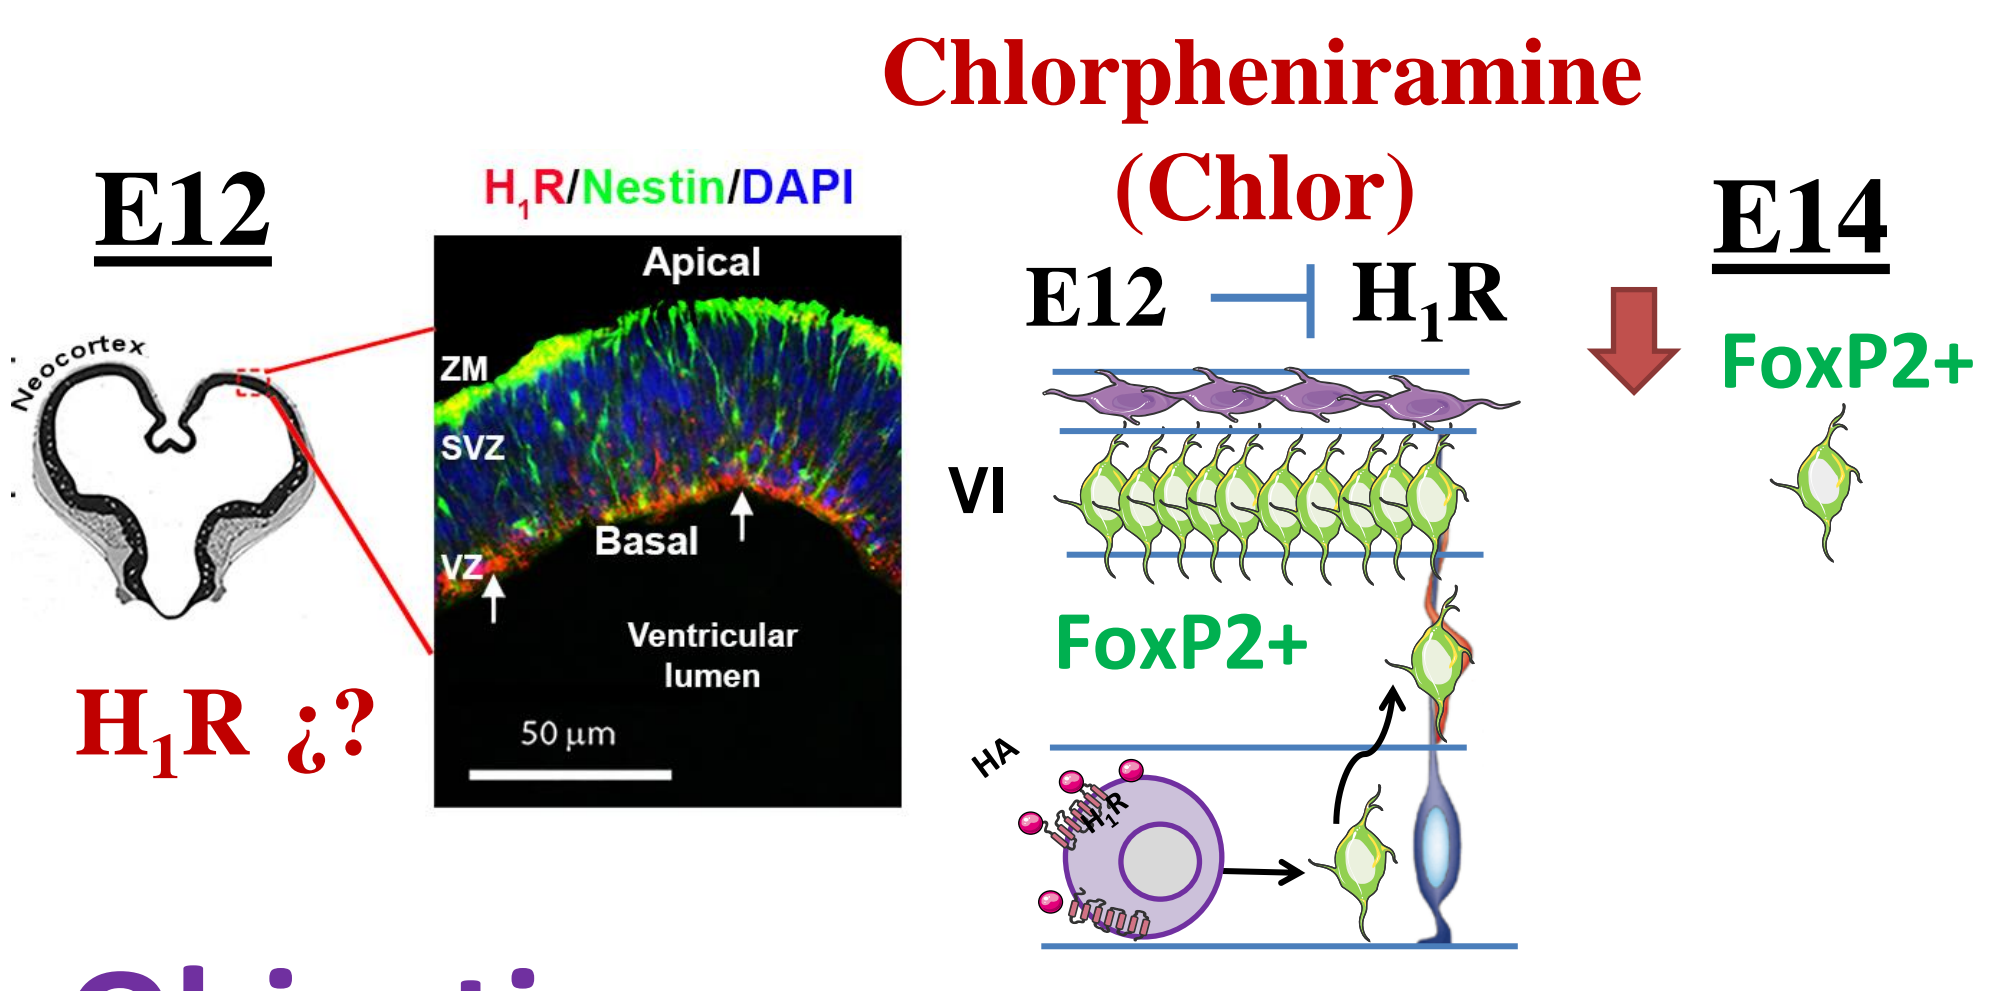 E12
Neocortex
H₁R ¿?
H₁R/Nestin/DAPI
Apical
ZM
SVZ
Basal
VZ
Ventricular
lumen
50 µm
Chlorpheniramine
(Chlor)
E12
H₁R
VI
FoxP2+
HA
H₁R
E14
FoxP2+